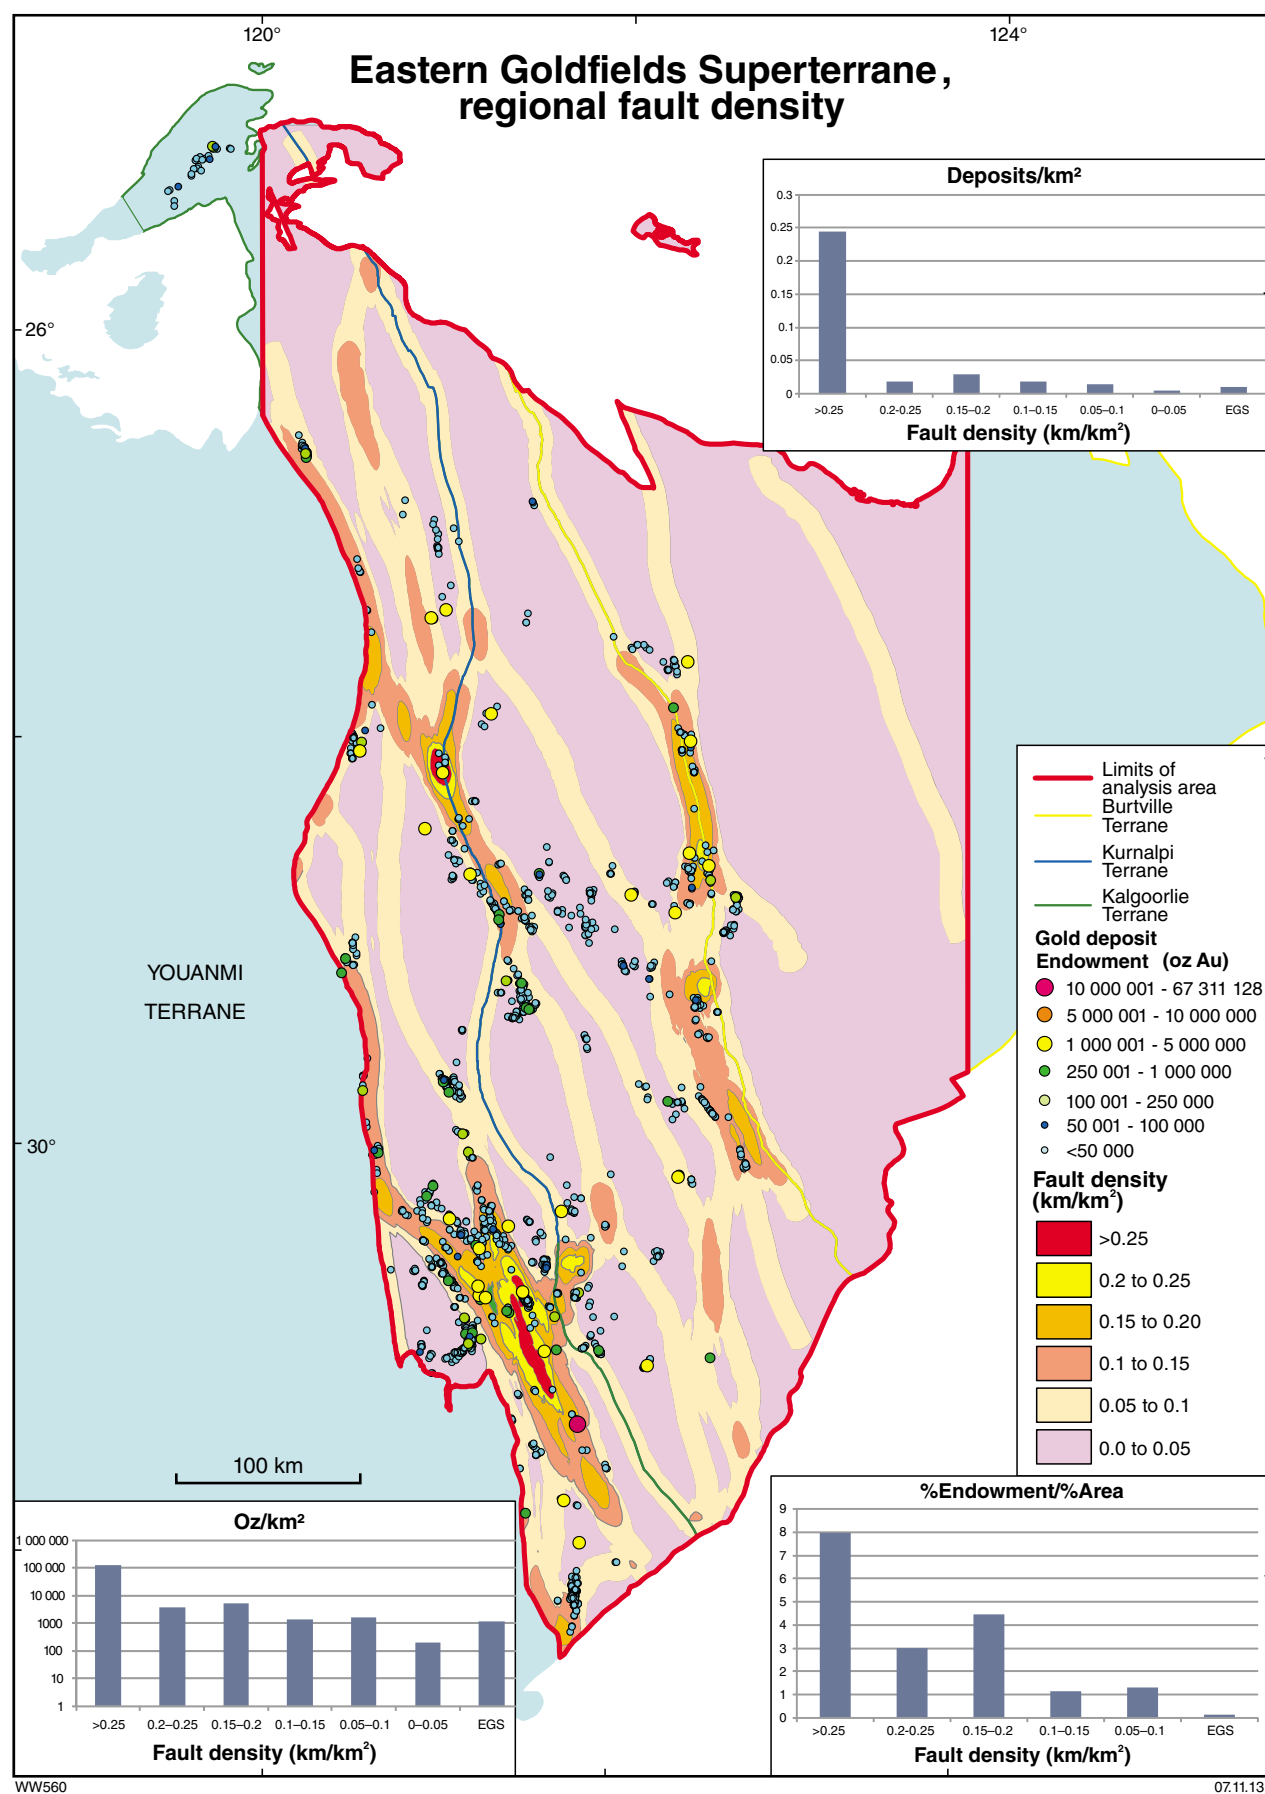 120°
124°
Eastern Goldfields Superterrane,
regional fault density
Deposits/km²
0.3
0.25
0.2
0.15
0.1
0.05
0
>0.25
0.2-0.25
0.15–0.2
0.1–0.15
0.05–0.1
0–0.05
EGS
Fault density (km/km²)
26°
30°
YOUANMI
TERRANE
Limits of
analysis area
Burtville
Terrane
Kurnalpi
Terrane
Kalgoorlie
Terrane
Gold deposit
Endowment (oz Au)
10 000 001 - 67 311 128
5 000 001 - 10 000 000
1 000 001 - 5 000 000
250 001 - 1 000 000
100 001 - 250 000
50 001 - 100 000
<50 000
Fault density
(km/km²)
>0.25
0.2 to 0.25
0.15 to 0.20
0.1 to 0.15
0.05 to 0.1
0.0 to 0.05
100 km
Oz/km²
1 000 000
100 000
10 000
1000
100
10
1
>0.25
0.2–0.25
0.15–0.2
0.1–0.15
0.05–0.1
0–0.05
EGS
Fault density (km/km²)
%Endowment/%Area
9
8
7
6
5
4
3
2
1
0
>0.25
0.2-0.25
0.15–0.2
0.1–0.15
0.05–0.1
EGS
Fault density (km/km²)
WW560
07.11.13